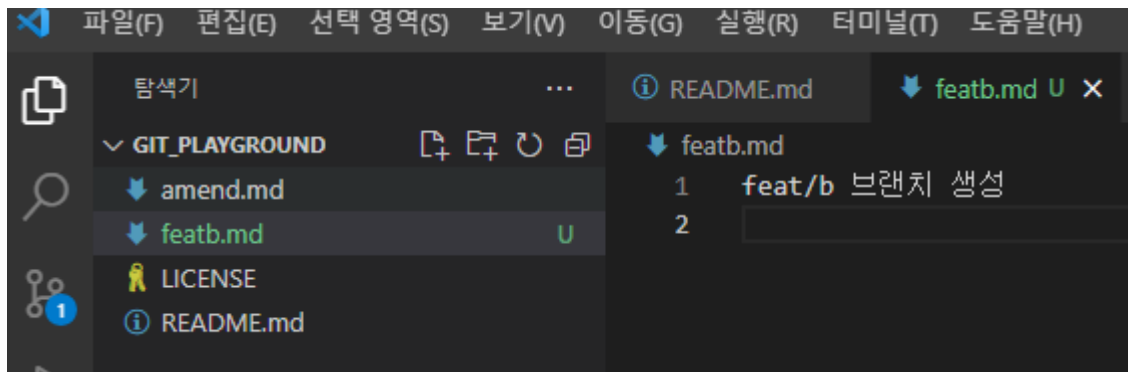 파일(F) 편집(E) 선택 영역(S) 보기(V) 이동(G) 실행(R) 터미널(T) 도움말(H)
탐색기 ...
README.md featb.md U
GIT_PLAYGROUND
featb.md
amend.md
1 feat/b 브랜치 생성
featb.md U
2
LICENSE
README.md
1